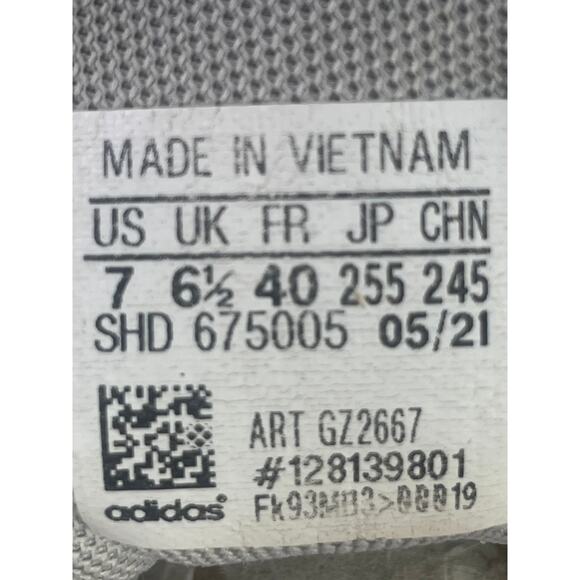 MADE IN VIETNAM
US UK FR JP CHN
7 6½ 40 255 245
SHD 675005 05/21
ART GZ2667
#128139801
adidas®